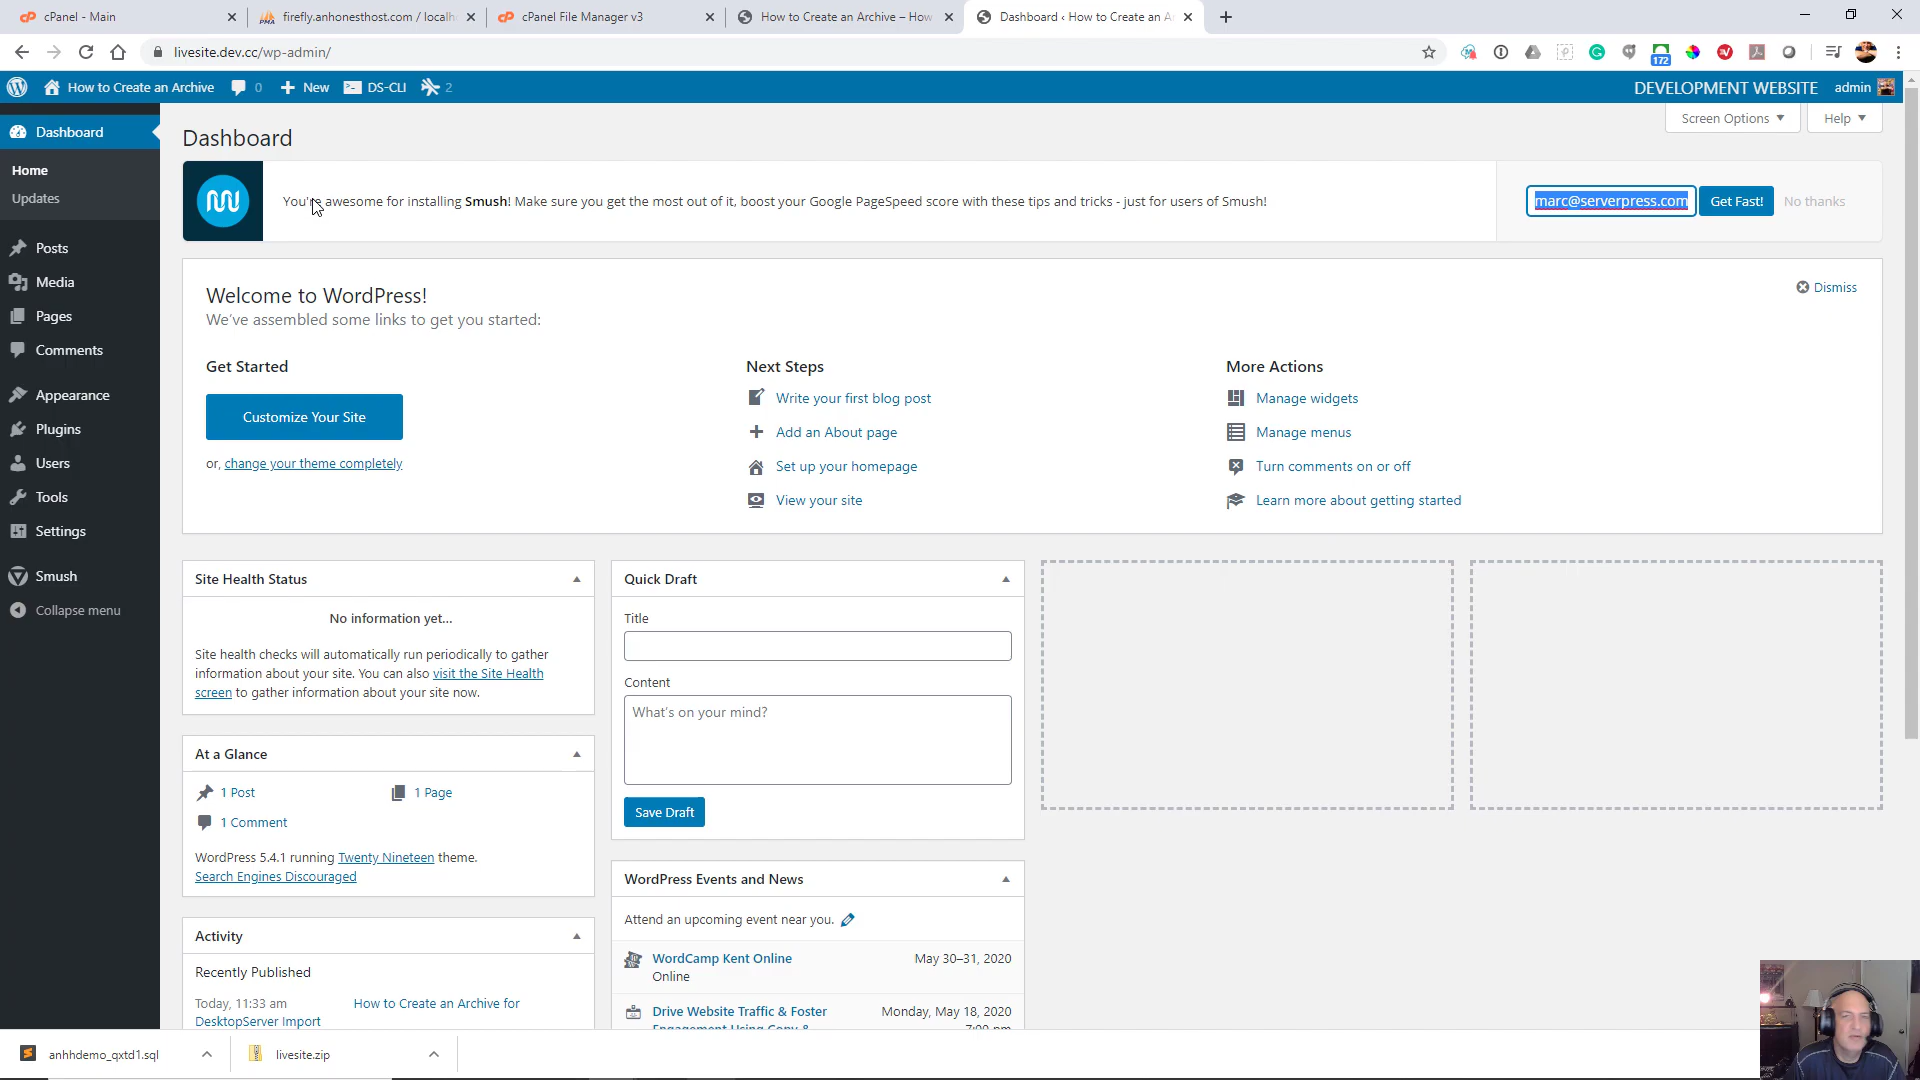 cPanel - Main
firefly.anhonesthost.com / localh
cPanel File Manager v3
How to Create an Archive – How
Dashboard ‹ How to Create an A
livesite.dev.cc/wp-admin/
172
How to Create an Archive
0
New
DS-CLI
2
DEVELOPMENT WEBSITE
admin
Dashboard
Home
Updates
Posts
Media
Pages
Comments
Appearance
Plugins
Users
Tools
Settings
Smush
Collapse menu
Screen Options
Help
Dashboard
You're awesome for installing Smush! Make sure you get the most out of it, boost your Google PageSpeed score with these tips and tricks - just for users of Smush!
marc@serverpress.com
Get Fast!
No thanks
Welcome to WordPress!
We've assembled some links to get you started:
Dismiss
Get Started
Customize Your Site
or, change your theme completely
Next Steps
Write your first blog post
Add an About page
Set up your homepage
View your site
More Actions
Manage widgets
Manage menus
Turn comments on or off
Learn more about getting started
Site Health Status
No information yet...
Site health checks will automatically run periodically to gather
information about your site. You can also visit the Site Health
screen to gather information about your site now.
At a Glance
1 Post
1 Page
1 Comment
WordPress 5.4.1 running Twenty Nineteen theme.
Search Engines Discouraged
Activity
Recently Published
Today, 11:33 am
How to Create an Archive for
DesktopServer Import
Quick Draft
Title
Content
What's on your mind?
Save Draft
WordPress Events and News
Attend an upcoming event near you.
WordCamp Kent Online
May 30–31, 2020
Online
Drive Website Traffic & Foster
Monday, May 18, 2020
Engagement Using Copy &
7:00 pm
anhhdemo_qxtd1.sql
livesite.zip